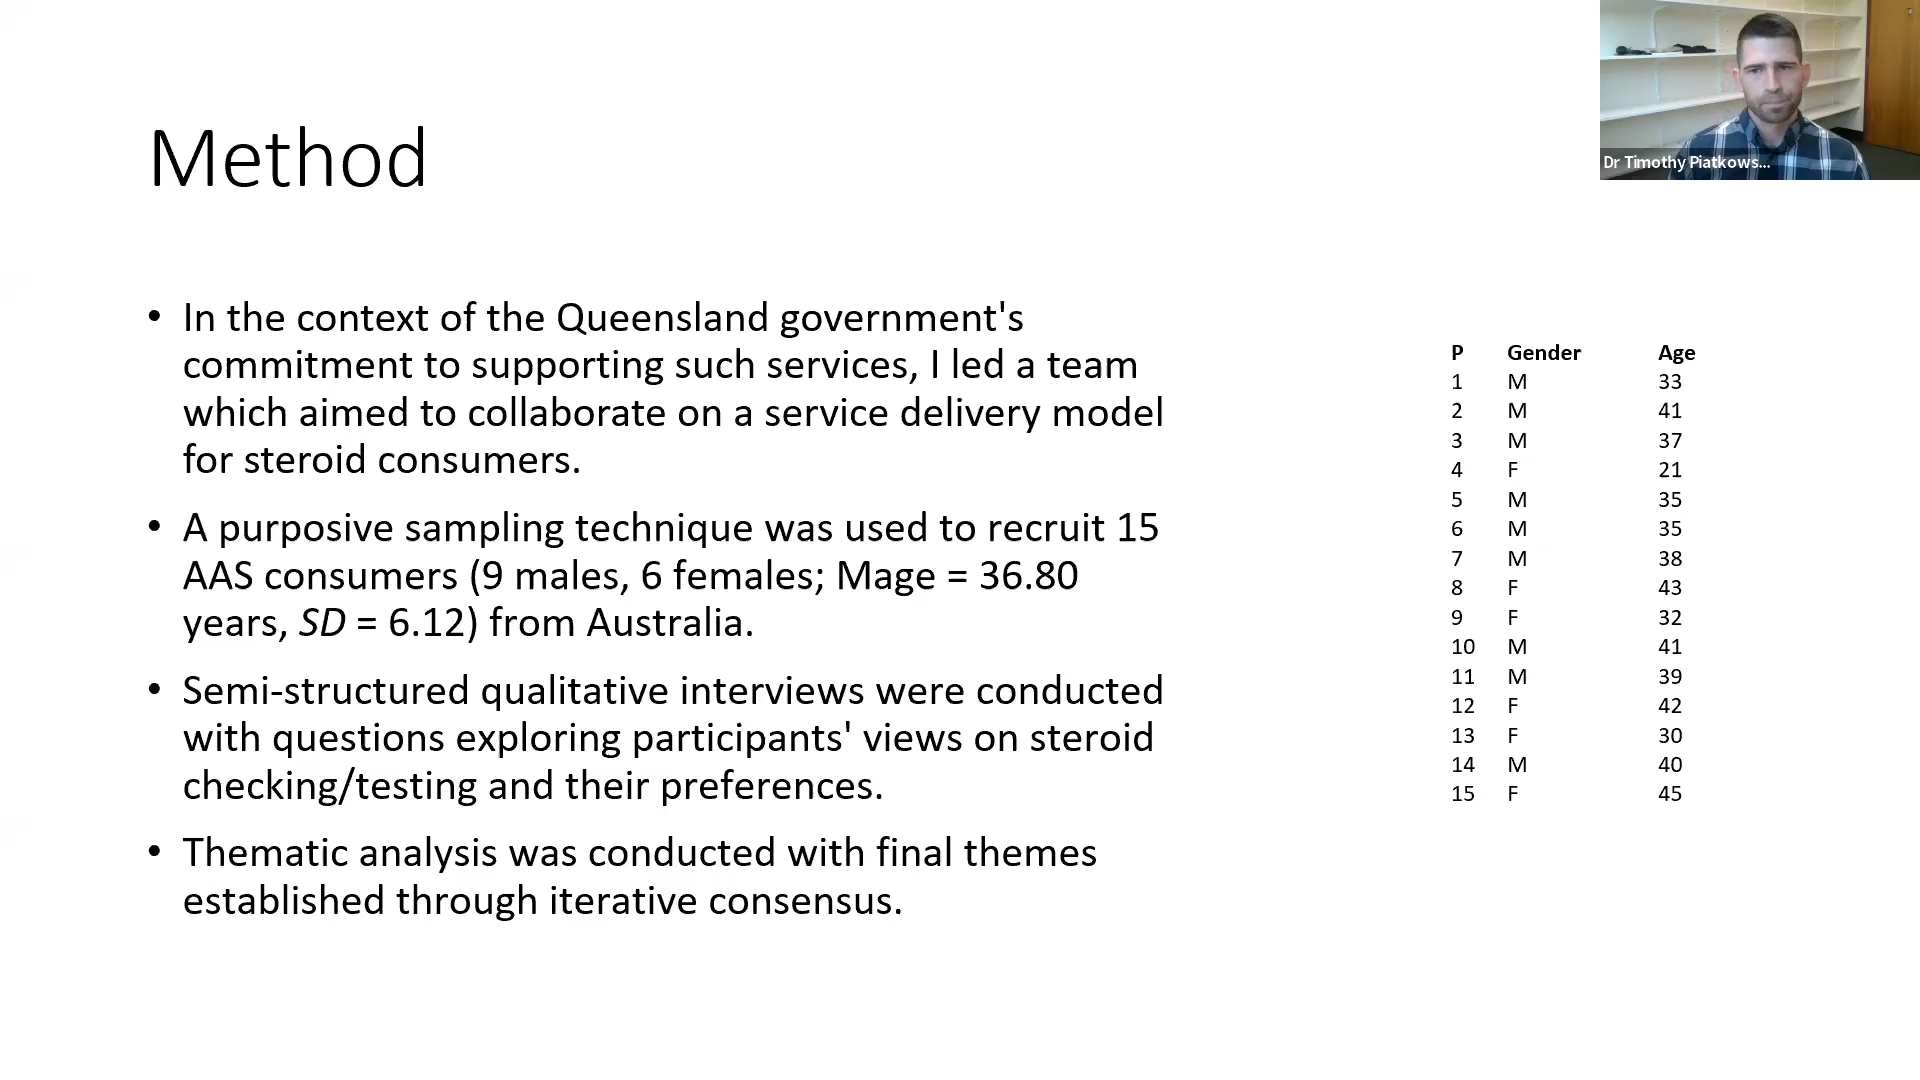 Dr Timothy Piatkows...
Method
• In the context of the Queensland government's
commitment to supporting such services, I led a team
which aimed to collaborate on a service delivery model
for steroid consumers.
• A purposive sampling technique was used to recruit 15
AAS consumers (9 males, 6 females; Mage = 36.80
years, SD = 6.12) from Australia.
• Semi-structured qualitative interviews were conducted
with questions exploring participants' views on steroid
checking/testing and their preferences.
• Thematic analysis was conducted with final themes
established through iterative consensus.
P Gender Age
1 M 33
2 M 41
3 M 37
4 F 21
5 M 35
6 M 35
7 M 38
8 F 43
9 F 32
10 M 41
11 M 39
12 F 42
13 F 30
14 M 40
15 F 45